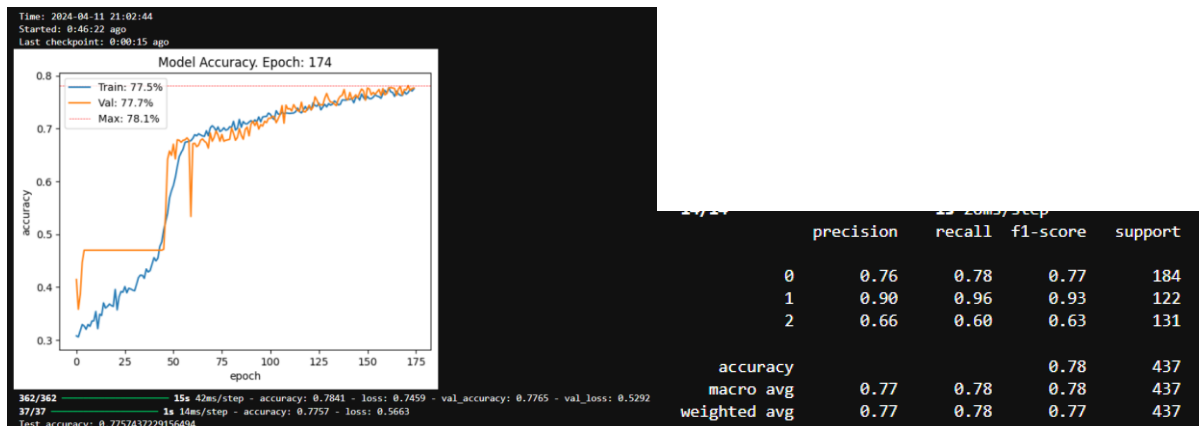 Time: 2024-04-11 21:02:44
Started: 0:46:22 ago
Last checkpoint: 0:00:15 ago
Model Accuracy. Epoch: 174
Train: 77.5%
Val: 77.7%
Max: 78.1%
accuracy
0.8
0.7
0.6
0.5
0.4
0.3
0 25 50 75 100 125 150 175
epoch
362/362 15s 42ms/step - accuracy: 0.7841 - loss: 0.7459 - val_accuracy: 0.7765 - val_loss: 0.5292
37/37 1s 14ms/step - accuracy: 0.7757 - loss: 0.5663
Test accuracy: 0.7757437229156494
14/14 1s 20ms/step
precision recall f1-score support
0 0.76 0.78 0.77 184
1 0.90 0.96 0.93 122
2 0.66 0.60 0.63 131
accuracy 0.78 437
macro avg 0.77 0.78 0.78 437
weighted avg 0.77 0.78 0.77 437